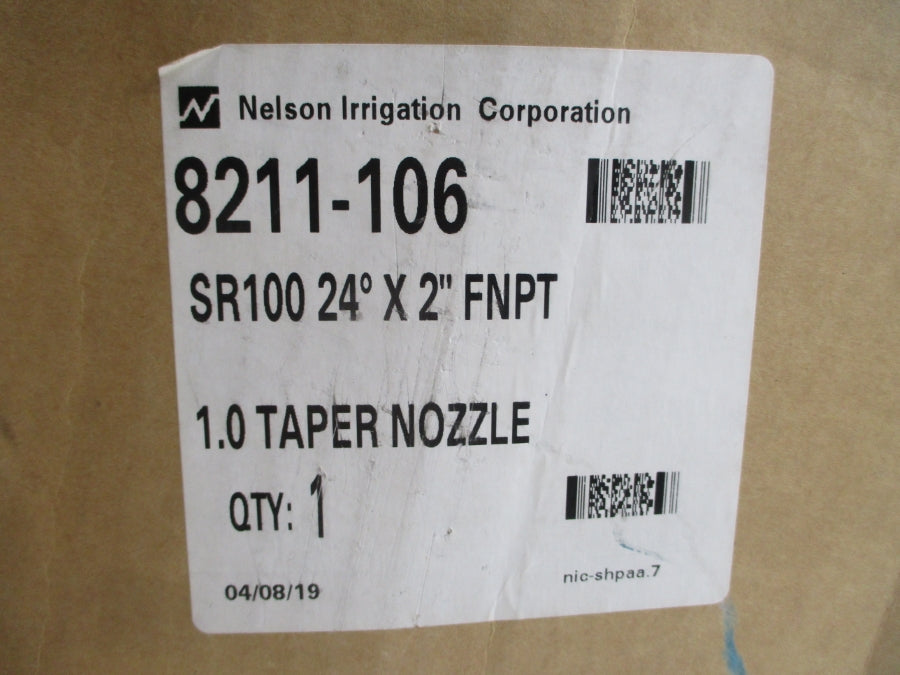 Nelson Irrigation Corporation
8211-106
SR100 24° X 2" FNPT
1.0 TAPER NOZZLE
QTY: 1
04/08/19
nic-shpaa.7